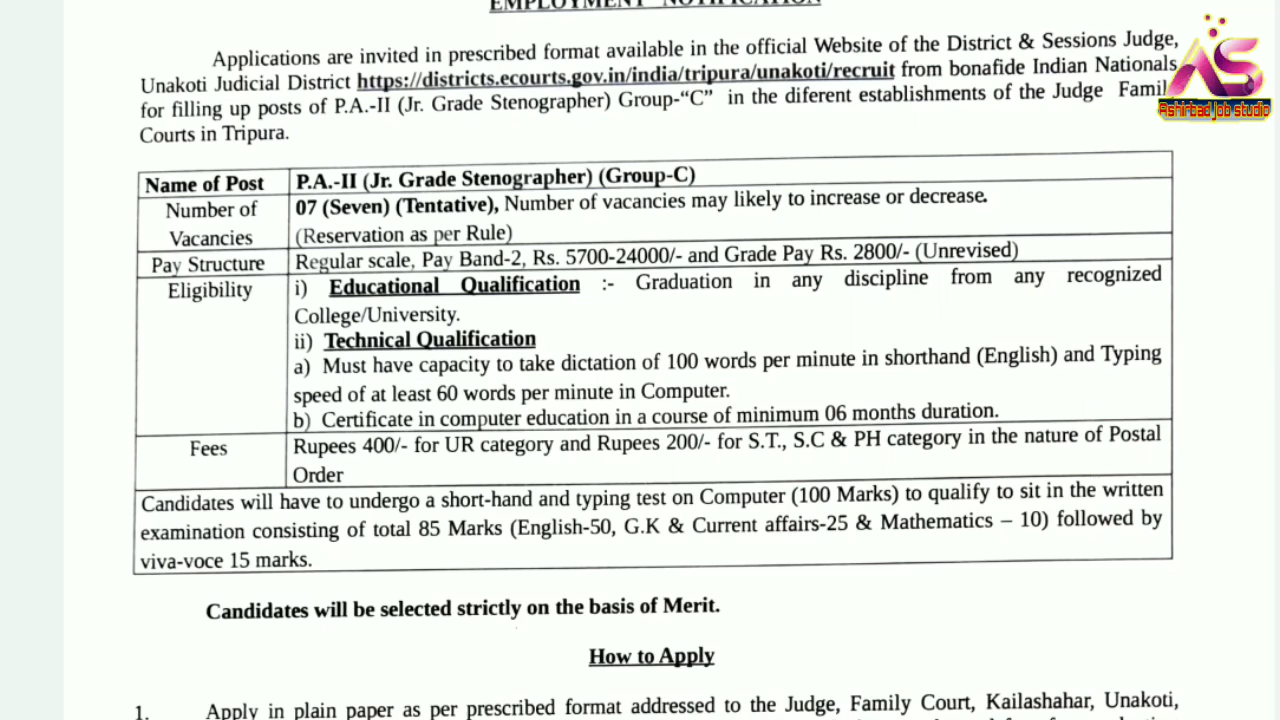 EMPLOYMENT NOTIFICATION
Applications are invited in prescribed format available in the official Website of the District & Sessions Judge,
Unakoti Judicial District https://districts.ecourts.gov.in/india/tripura/unakoti/recruit from bonafide Indian Nationals
for filling up posts of P.A.-II (Jr. Grade Stenographer) Group-“C” in the diferent establishments of the Judge Famil
Courts in Tripura.
AS
Ashirbad job studio
Name of Post P.A.-II (Jr. Grade Stenographer) (Group-C)
Number of 07 (Seven) (Tentative), Number of vacancies may likely to increase or decrease.
Vacancies (Reservation as per Rule)
Pay Structure Regular scale, Pay Band-2, Rs. 5700-24000/- and Grade Pay Rs. 2800/- (Unrevised)
Eligibility i) Educational Qualification :- Graduation in any discipline from any recognized
College/University.
ii) Technical Qualification
a) Must have capacity to take dictation of 100 words per minute in shorthand (English) and Typing
speed of at least 60 words per minute in Computer.
b) Certificate in computer education in a course of minimum 06 months duration.
Fees Rupees 400/- for UR category and Rupees 200/- for S.T., S.C & PH category in the nature of Postal
Order
Candidates will have to undergo a short-hand and typing test on Computer (100 Marks) to qualify to sit in the written
examination consisting of total 85 Marks (English-50, G.K & Current affairs-25 & Mathematics – 10) followed by
viva-voce 15 marks.
Candidates will be selected strictly on the basis of Merit.
How to Apply
1. Apply in plain paper as per prescribed format addressed to the Judge, Family Court, Kailashahar, Unakoti,